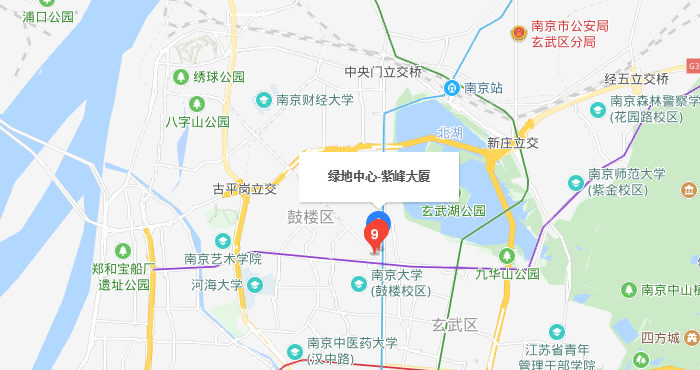 浦口公园
南京市公安局
玄武区分局
G3
中央门立交桥
绣球公园
经五立交桥
南京站
南京财经大学
南京森林警察学
(花园路校区)
八字山公园
北湖
新庄立交
绿地中心-紫峰大厦
南京师范大学
(紫金校区)
古平岗立交
玄武湖公园
鼓楼区
9
南京艺术学院
郑和宝船厂
遗址公园
南京大学
(鼓楼校区)
九华山公园
河海大学
南京中山植
玄武区
南京中医药大学
(汉中路)
四方城
江苏省青年
管理干部学院